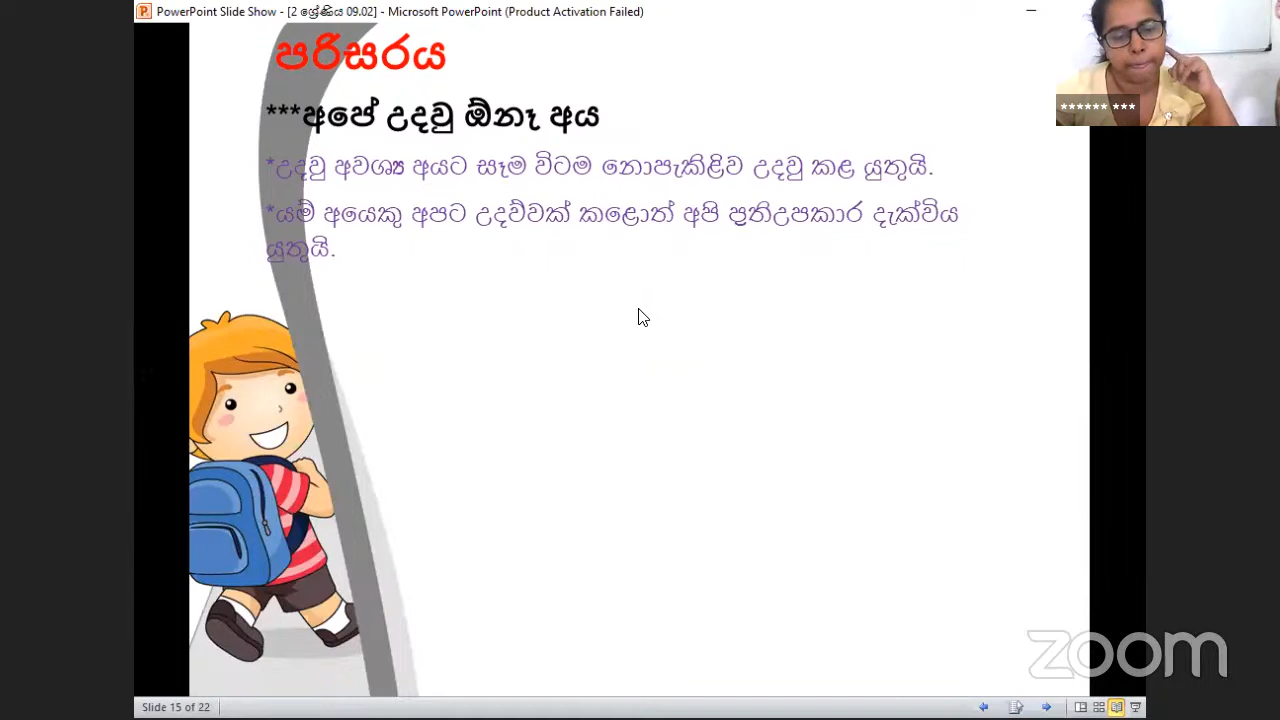 PowerPoint Slide Show - [2 ශ්‍රේණිය 09.02] - Microsoft PowerPoint (Product Activation Failed)
පරිසරය
***අපේ උදවු ඕනෑ අය
*උදවු අවශ්‍ය අයට සෑම විටම නොපැකිළිව උදවු කළ යුතුයි.
*යම් අයෙකු අපට උදව්වක් කළොත් අපි ප්‍රතිඋපකාර දැක්විය
යුතුයි.
****** ***
zoom
Slide 15 of 22